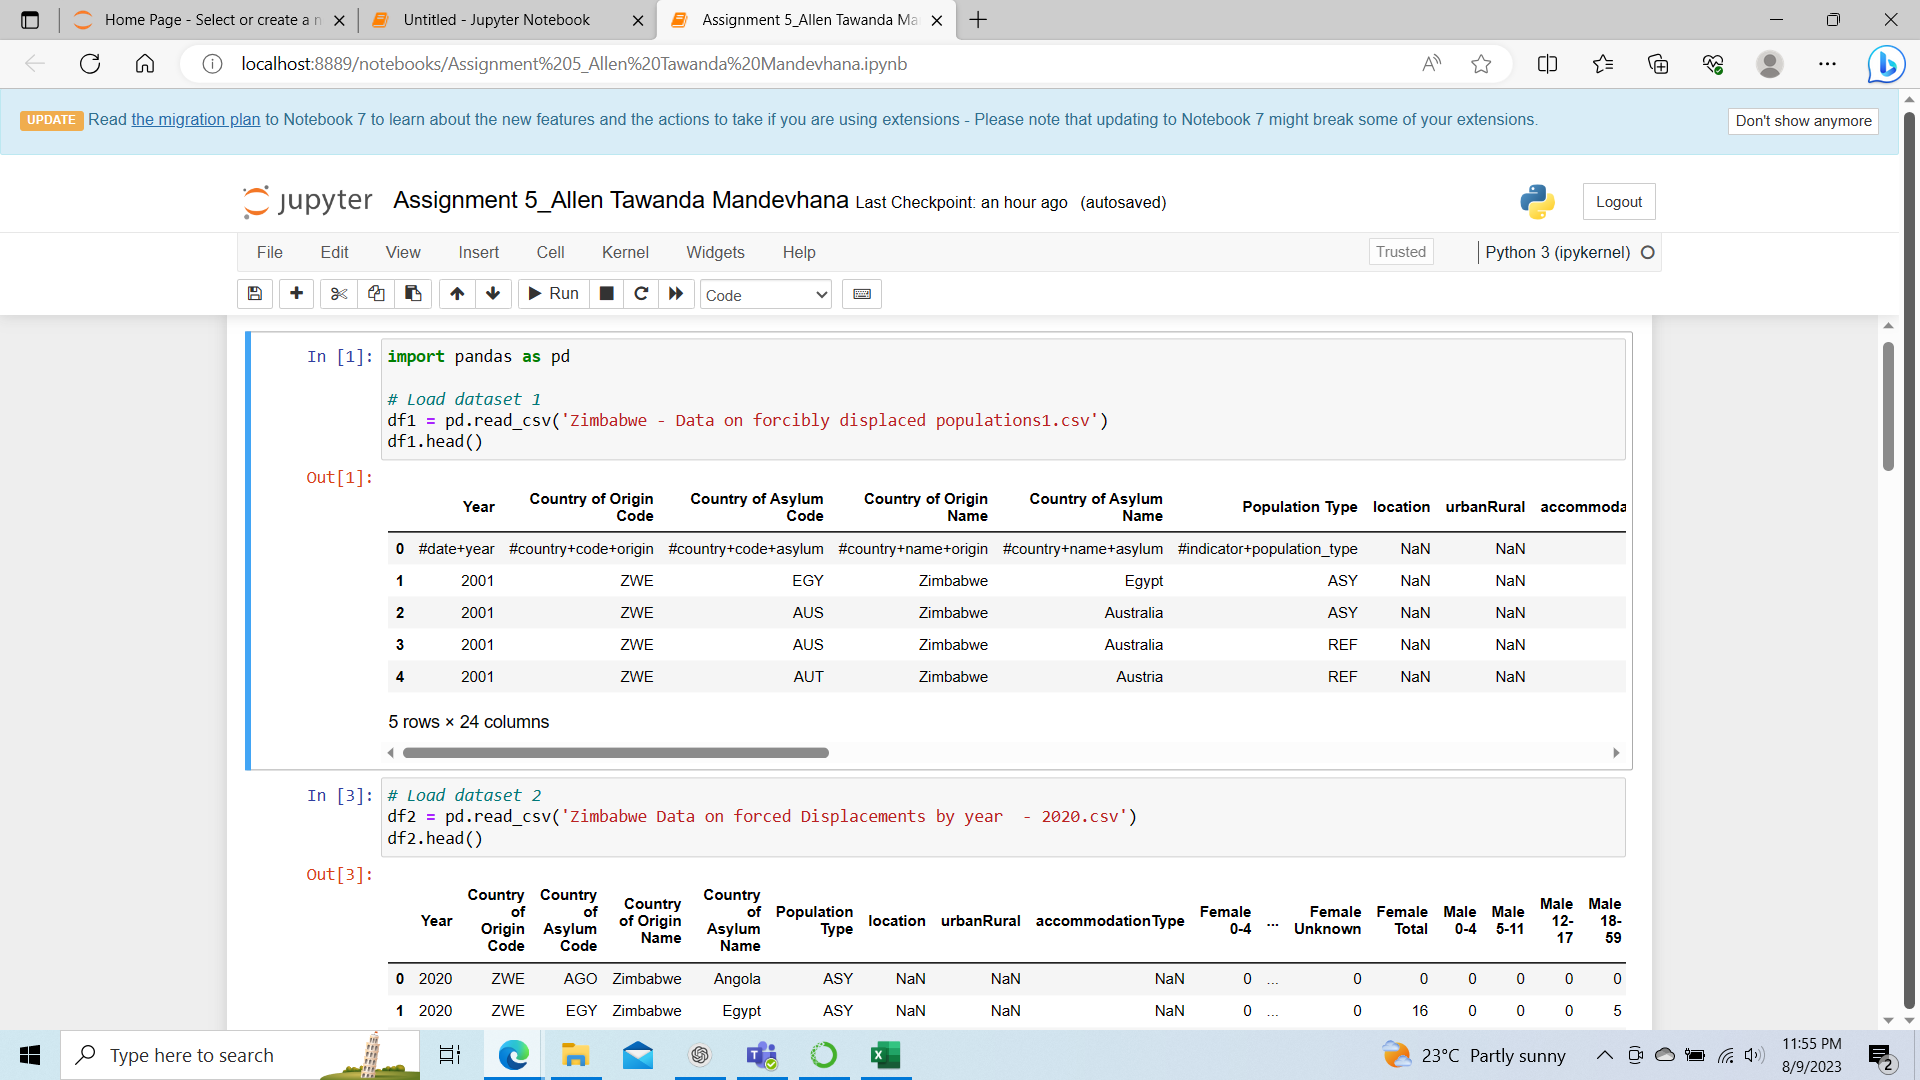 Home Page - Select or create a n
Untitled - Jupyter Notebook
Assignment 5_Allen Tawanda Ma
localhost:8889/notebooks/Assignment%205_Allen%20Tawanda%20Mandevhana.ipynb
UPDATE Read the migration plan to Notebook 7 to learn about the new features and the actions to take if you are using extensions - Please note that updating to Notebook 7 might break some of your extensions.
Don't show anymore
jupyter Assignment 5_Allen Tawanda Mandevhana Last Checkpoint: an hour ago (autosaved)
Logout
File Edit View Insert Cell Kernel Widgets Help
Trusted
Python 3 (ipykernel)
Run
Code
In [1]: import pandas as pd
# Load dataset 1
df1 = pd.read_csv('Zimbabwe - Data on forcibly displaced populations1.csv')
df1.head()
Out[1]:
Year Country of Origin Code Country of Asylum Code Country of Origin Name Country of Asylum Name Population Type location urbanRural accommoda
0 #date+year #country+code+origin #country+code+asylum #country+name+origin #country+name+asylum #indicator+population_type NaN NaN
1 2001 ZWE EGY Zimbabwe Egypt ASY NaN NaN
2 2001 ZWE AUS Zimbabwe Australia ASY NaN NaN
3 2001 ZWE AUS Zimbabwe Australia REF NaN NaN
4 2001 ZWE AUT Zimbabwe Austria REF NaN NaN
5 rows × 24 columns
In [3]: # Load dataset 2
df2 = pd.read_csv('Zimbabwe Data on forced Displacements by year  - 2020.csv')
df2.head()
Out[3]:
Year Country of Origin Code Country of Asylum Code Country of Origin Name Country of Asylum Name Population Type location urbanRural accommodationType Female 0-4 ... Female Unknown Female Total Male 0-4 Male 5-11 Male 12-17 Male 18-59
0 2020 ZWE AGO Zimbabwe Angola ASY NaN NaN NaN 0 ... 0 0 0 0 0 0
1 2020 ZWE EGY Zimbabwe Egypt ASY NaN NaN NaN 0 ... 0 16 0 0 0 5
Type here to search
23°C Partly sunny
11:55 PM
8/9/2023
2